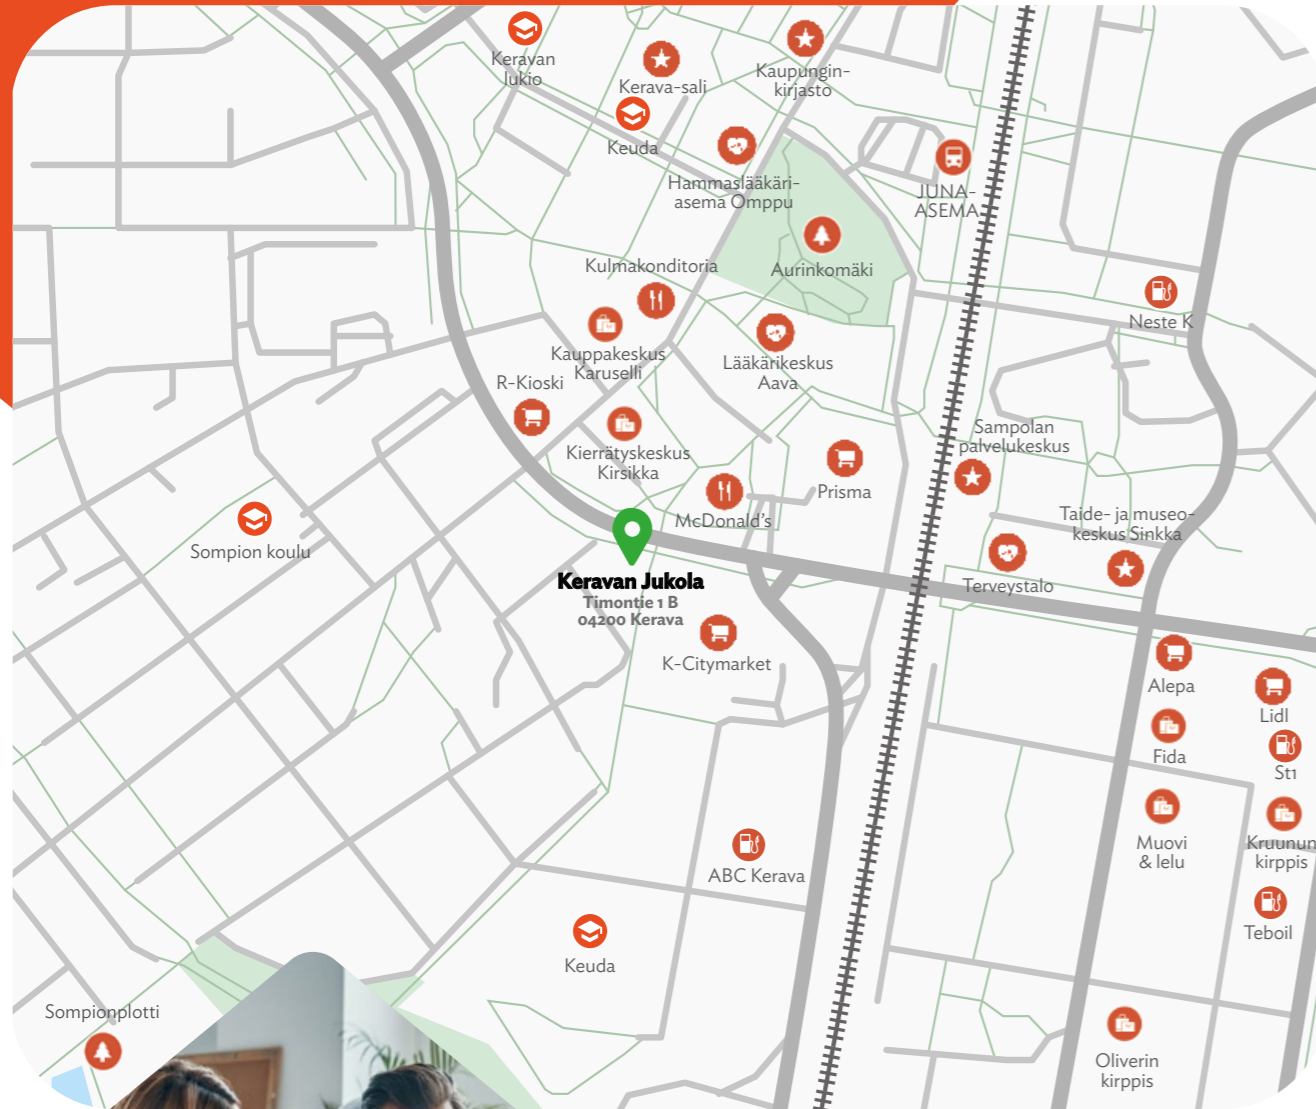 Keravan
lukio
Kerava-sali
Kaupungin-
kirjasto
Keuda
Hammaslääkäri-
asema Omppu
JUNA-
ASEMA
Kulmakonditoria
Aurinkomäki
Neste K
Kauppakeskus
Karuselli
Lääkärikeskus
Aava
R-Kioski
Kierrätyskeskus
Kirsikka
Sampolan
palvelukeskus
Prisma
McDonald's
Taide- ja museo-
keskus Sinkka
Sompion koulu
Keravan Jukola
Timontie 1 B
04200 Kerava
Terveystalo
K-Citymarket
Alepa
Lidl
Fida
St1
Muovi
& lelu
Kruunun
kirppis
ABC Kerava
Teboil
Keuda
Sompionplotti
Oliverin
kirppis